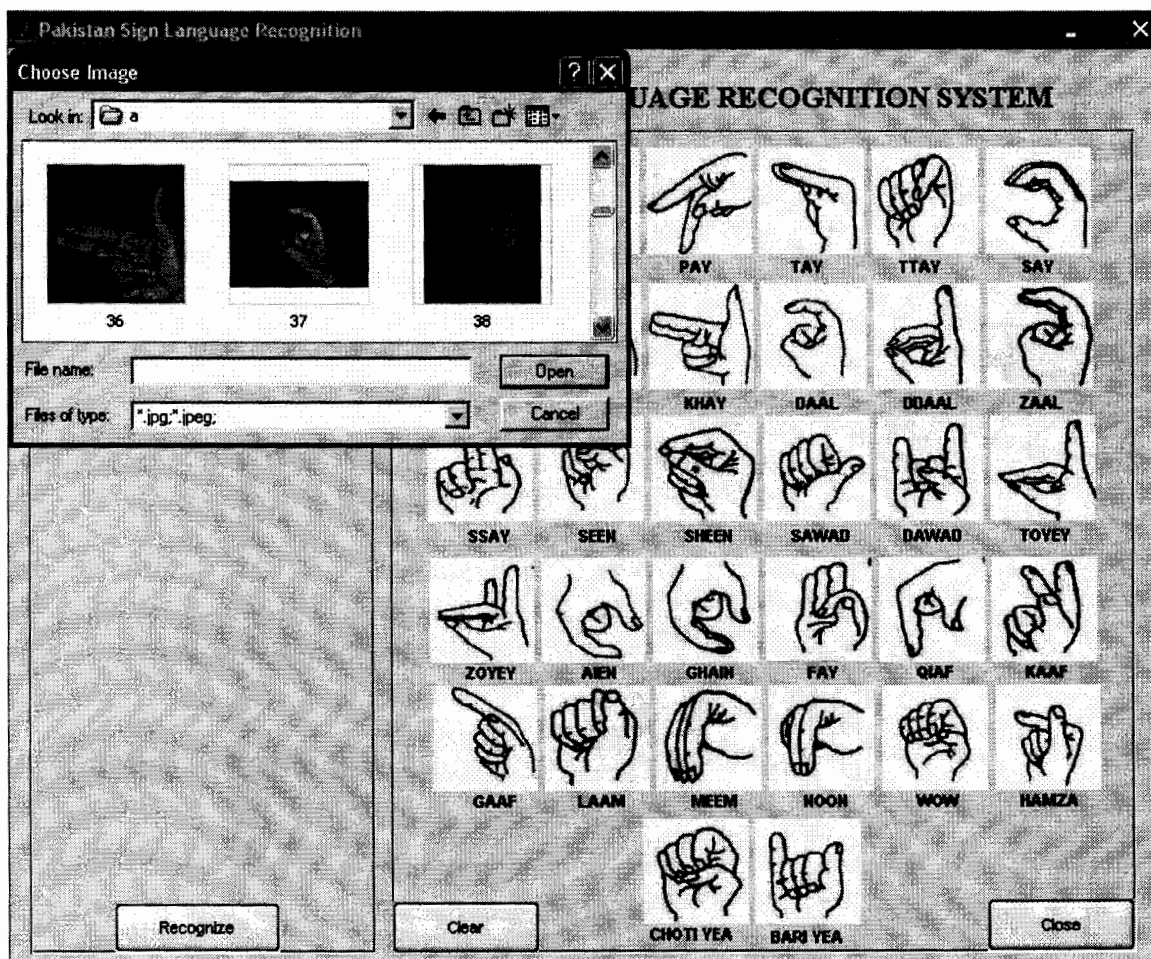 Pakistan Sign Language Recognition
Choose Image
Look in: a
UAGE RECOGNITION SYSTEM
36 37 38
File name:
Open
Files of type: *.jpg;*.jpeg;
Cancel
PAY TAY TTAY SAY
KHAY DAAL DDAAL ZAAL
SSAY SEEN SHEEN SAWAD DAWAD TOYEY
ZOYEY AIEN GHAIN FAY QIAF KAAF
GAAF LAAM MEEM NOON WOW HAMZA
CHOTI YEA BARI YEA
Recognize
Clear
Close